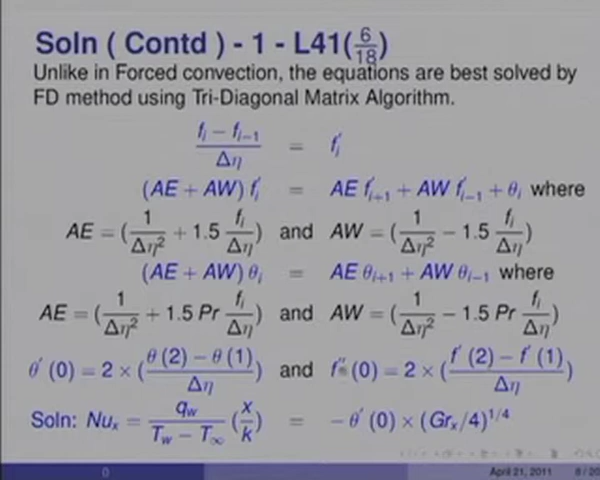 Soln ( Contd ) - 1 - L41(6/18)
Unlike in Forced convection, the equations are best solved by
FD method using Tri-Diagonal Matrix Algorithm.
(f_i − f_{i−1})/Δη = f'_i
(AE + AW) f'_i = AE f'_{i+1} + AW f'_{i−1} + θ_i where
AE = (1/Δη² + 1.5 f_i/Δη) and AW = (1/Δη² − 1.5 f_i/Δη)
(AE + AW) θ_i = AE θ_{i+1} + AW θ_{i−1} where
AE = (1/Δη² + 1.5 Pr f_i/Δη) and AW = (1/Δη² − 1.5 Pr f_i/Δη)
θ' (0) = 2 × (θ (2) − θ (1)/Δη) and f'' (0) = 2 × (f' (2) − f' (1)/Δη)
Soln: Nu_x = q_w/(T_w − T_∞) (x/k) = − θ' (0) × (Gr_x/4)^{1/4}
0 April 21, 2011 6 / 20